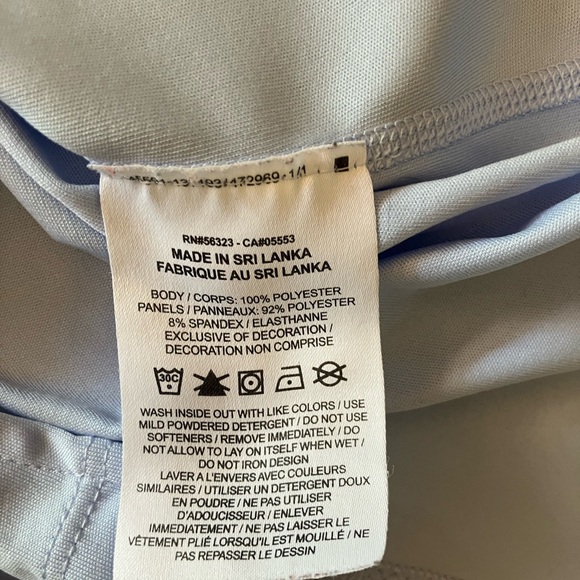 RN#56323 - CA#05553
MADE IN SRI LANKA
FABRIQUE AU SRI LANKA
BODY / CORPS: 100% POLYESTER
PANELS / PANNEAUX: 92% POLYESTER
8% SPANDEX / ELASTHANNE
EXCLUSIVE OF DECORATION /
DECORATION NON COMPRISE
30C
WASH INSIDE OUT WITH LIKE COLORS / USE
MILD POWDERED DETERGENT / DO NOT USE
SOFTENERS / REMOVE IMMEDIATELY / DO
NOT ALLOW TO LAY ON ITSELF WHEN WET /
DO NOT IRON DESIGN
LAVER A L'ENVERS AVEC COULEURS
SIMILAIRES / UTILISER UN DETERGENT DOUX
EN POUDRE / NE PAS UTILISER
D'ADOUCISSEUR / ENLEVER
IMMEDIATEMENT / NE PAS LAISSER LE
VÊTEMENT PLIÉ LORSQU'IL EST MOUILLÉ / NE
PAS REPASSER LE DESSIN